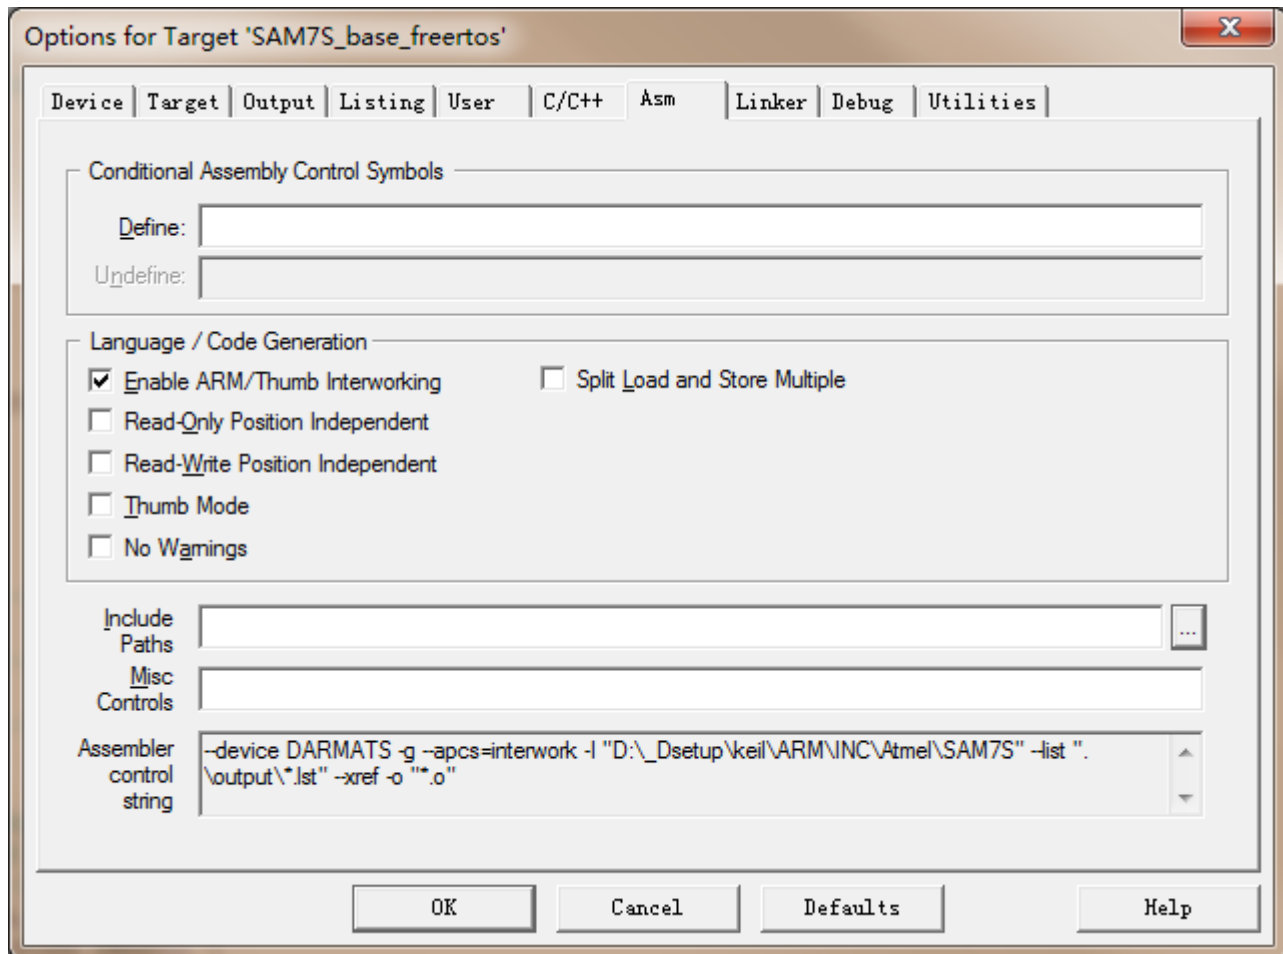 Options for Target 'SAM7S_base_freertos'
Device Target Output Listing User C/C++ Asm Linker Debug Utilities
Conditional Assembly Control Symbols
Define:
Undefine:
Language / Code Generation
Enable ARM/Thumb Interworking Split Load and Store Multiple
Read-Only Position Independent
Read-Write Position Independent
Thumb Mode
No Warnings
Include
Paths
...
Misc
Controls
Assembler
control
string
--device DARMATS -g --apcs=interwork -I "D:\_Dsetup\keil\ARM\INC\Atmel\SAM7S" --list ".
\output\*.lst" --xref -o "*.o"
OK Cancel Defaults Help